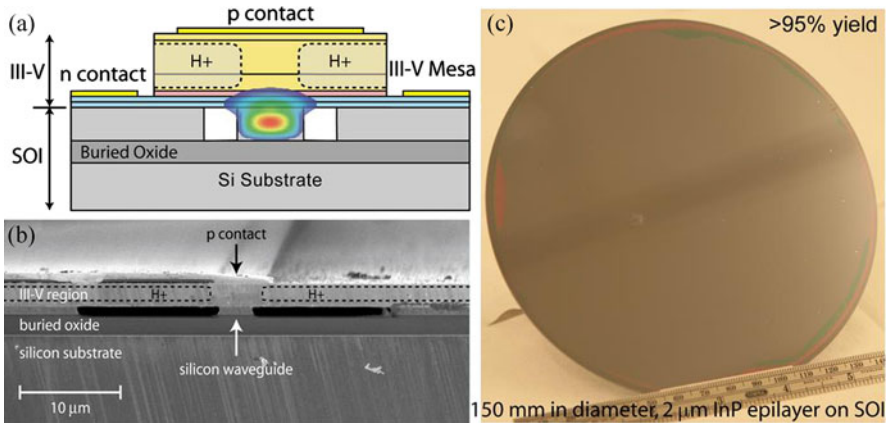 (a)
p contact
III-V
n contact
H+
H+
III-V Mesa
SOI
Buried Oxide
Si Substrate
(b)
p contact
III-V region
H+
H+
buried oxide
silicon substrate
silicon waveguide
10 μm
(c)
>95% yield
150 mm in diameter, 2 μm InP epilayer on SOI